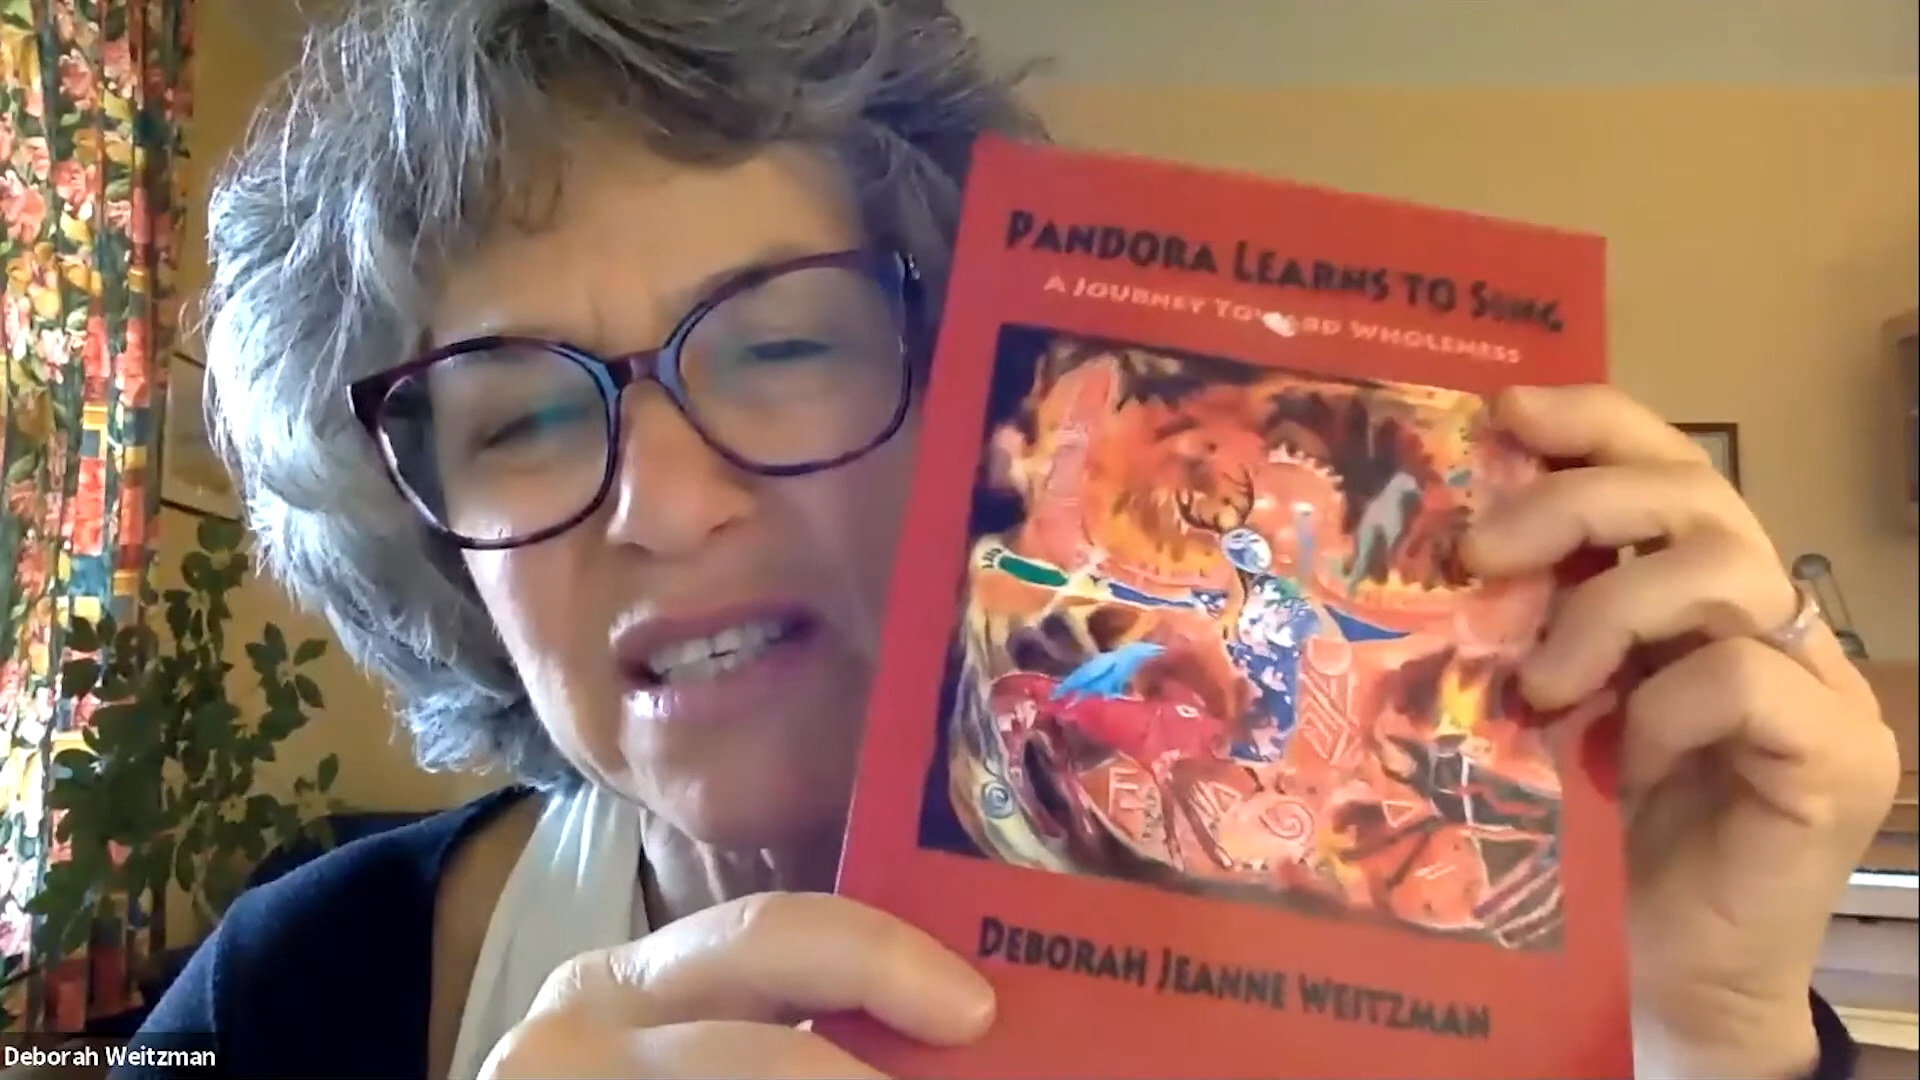 PANDORA LEARNS TO SING
A JOURNEY TOWARD WHOLENESS
DEBORAH JEANNE WEITZMAN
Deborah Weitzman